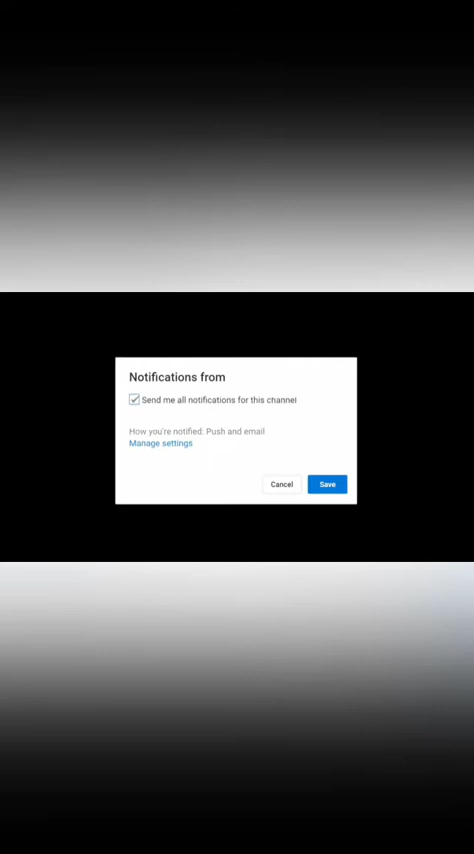 Notifications from
Send me all notifications for this channel
How you're notified: Push and email
Manage settings
Cancel Save